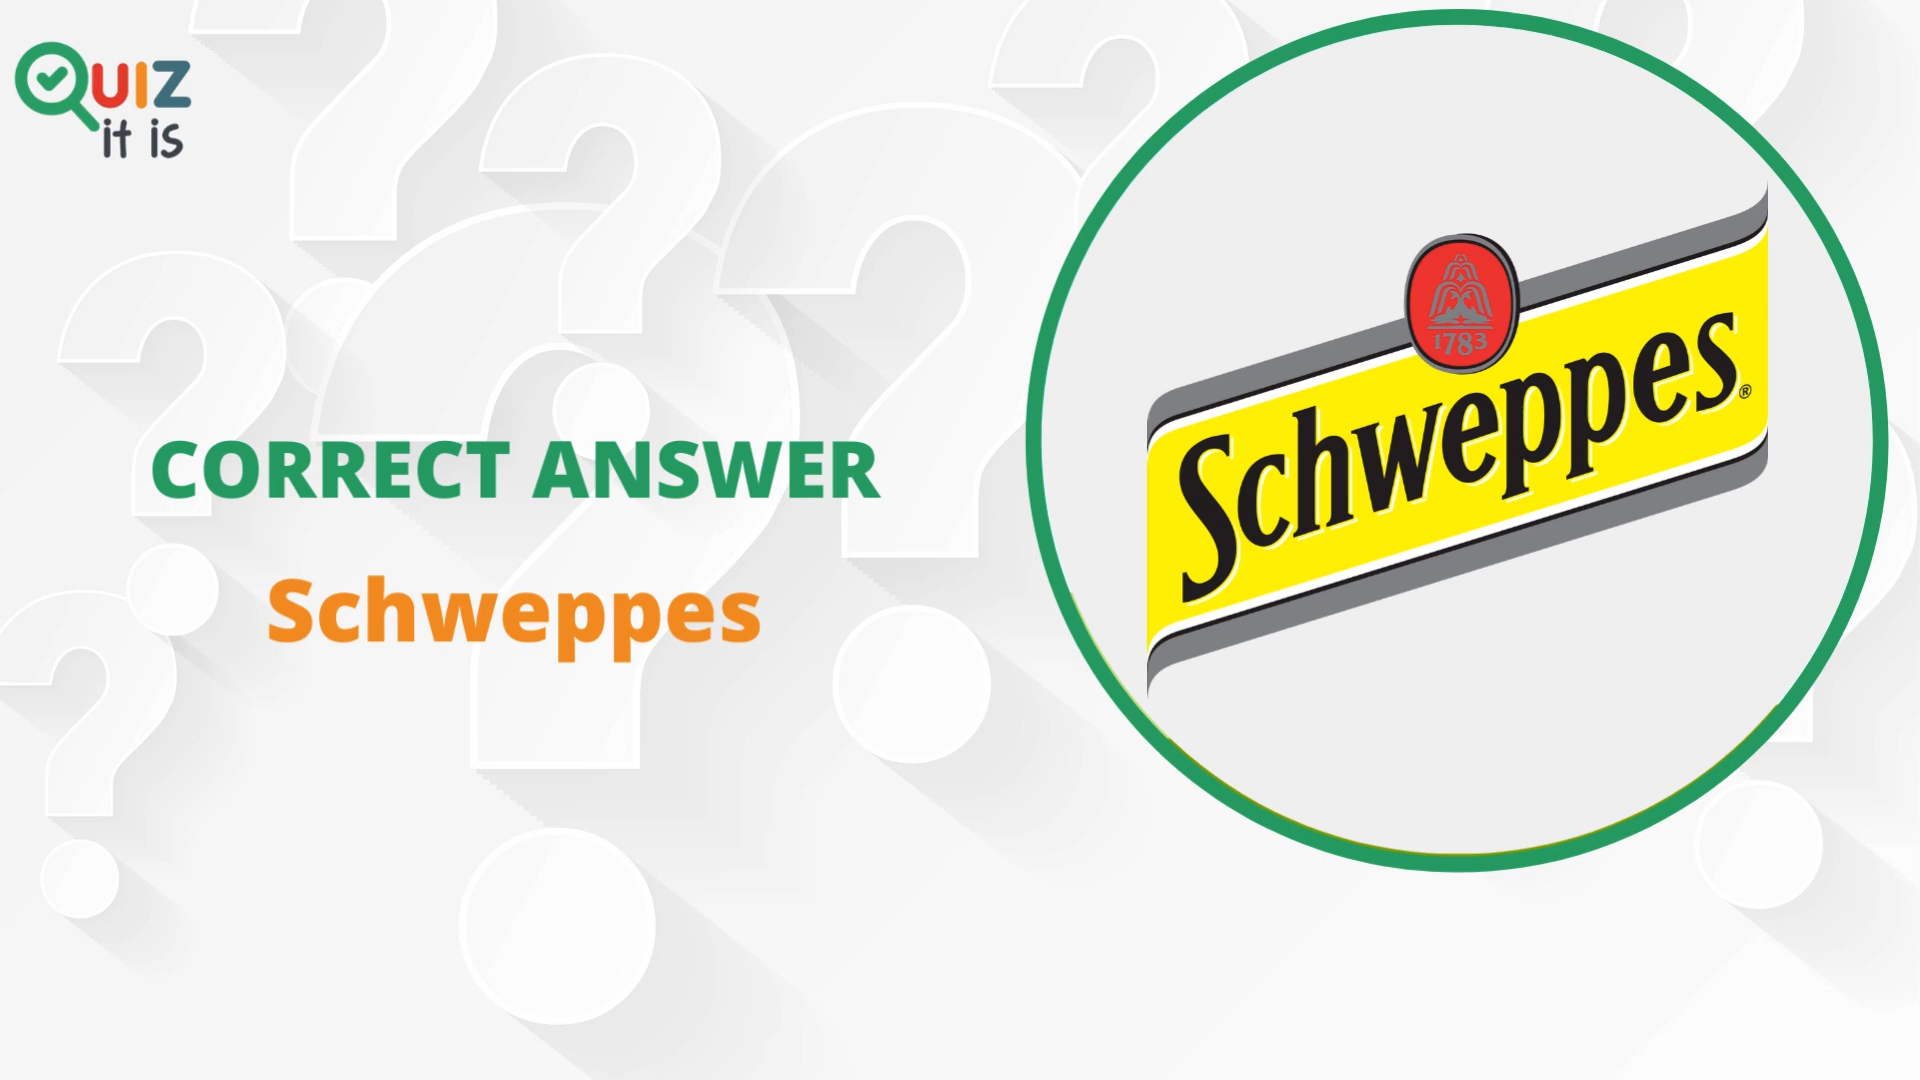 QUIZ
it is
CORRECT ANSWER
Schweppes
1783
Schweppes®